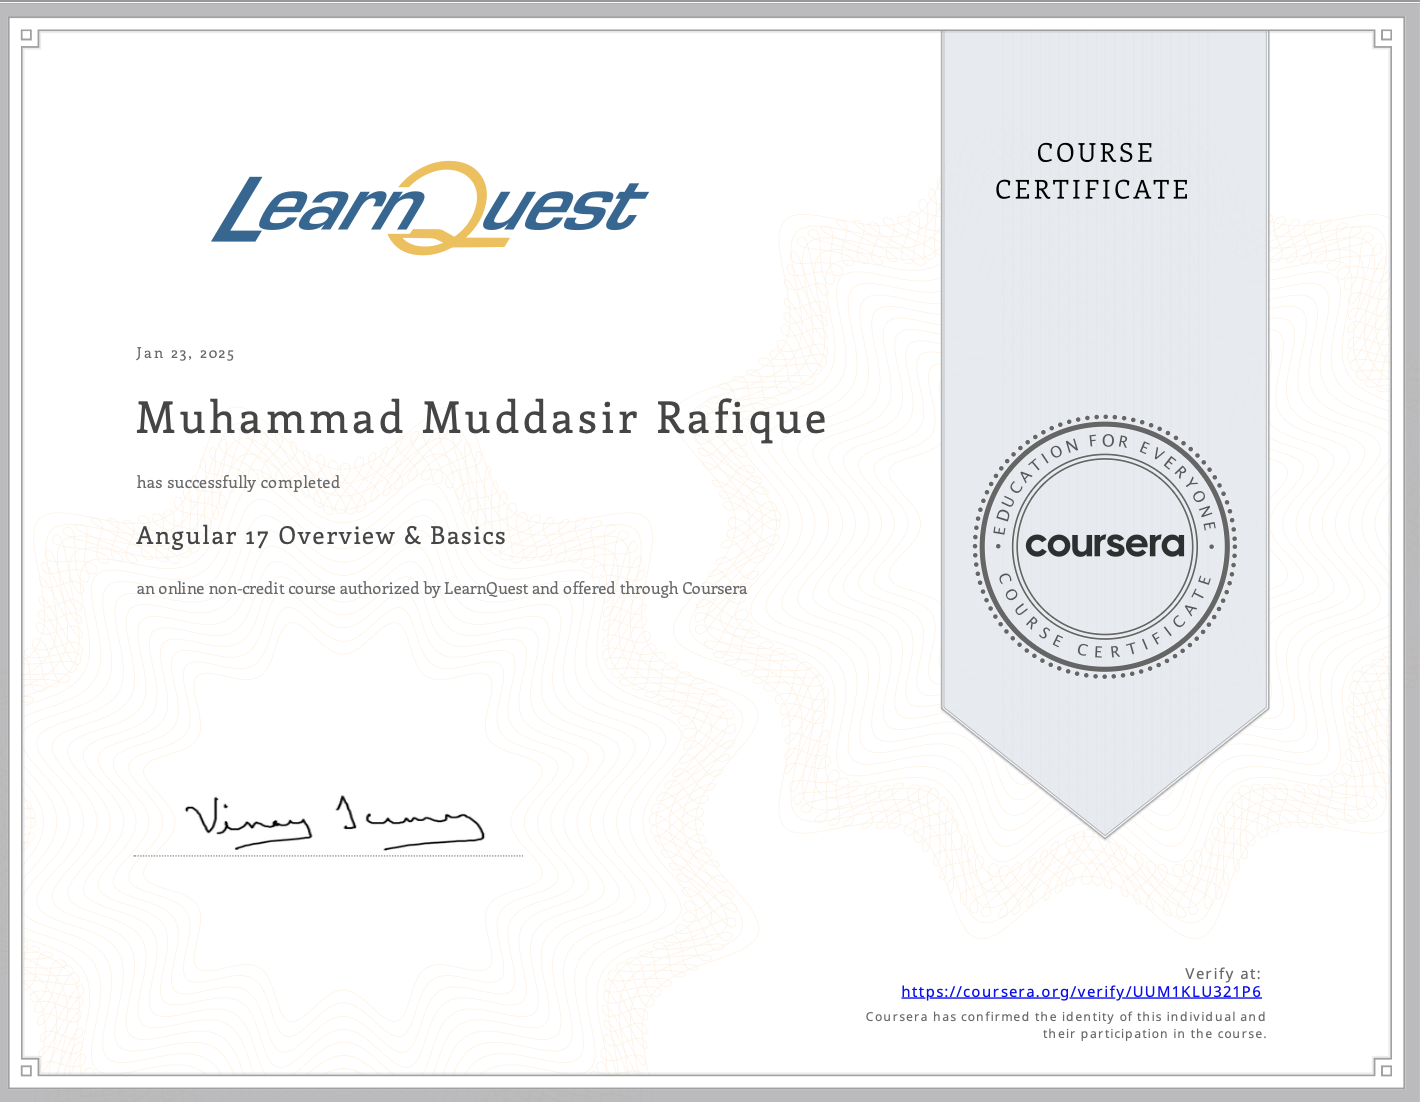 LearnQuest
COURSE
CERTIFICATE
Jan 23, 2025
Muhammad Muddasir Rafique
has successfully completed
Angular 17 Overview & Basics
an online non-credit course authorized by LearnQuest and offered through Coursera
EDUCATION FOR EVERYONE
coursera
COURSE CERTIFICATE
Verify at:
https://coursera.org/verify/UUM1KLU321P6
Coursera has confirmed the identity of this individual and
their participation in the course.